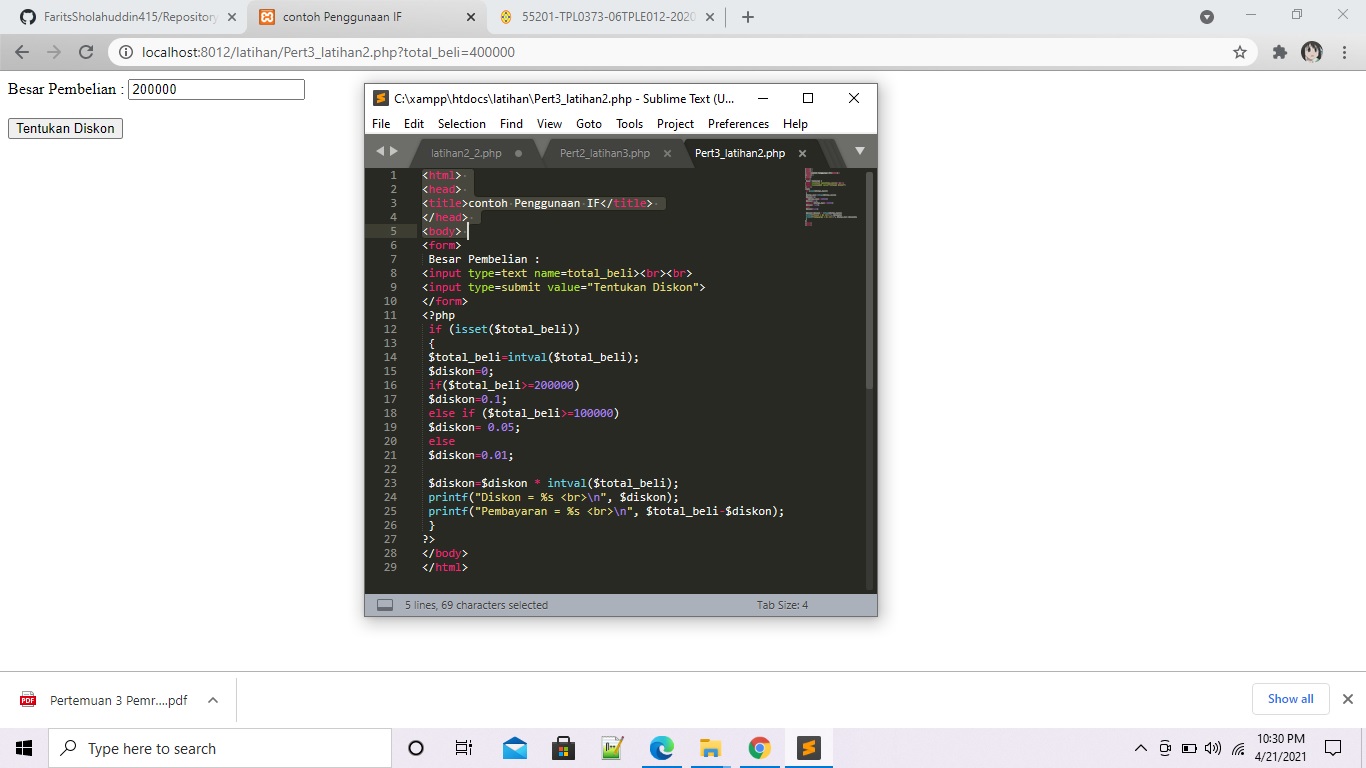 FaritsSholahuddin415/Repository
contoh Penggunaan IF
55201-TPL0373-06TPLE012-2020
localhost:8012/latihan/Pert3_latihan2.php?total_beli=400000
Besar Pembelian : 200000
Tentukan Diskon
C:\xampp\htdocs\latihan\Pert3_latihan2.php - Sublime Text (U...
File Edit Selection Find View Goto Tools Project Preferences Help
latihan2_2.php Pert2_latihan3.php Pert3_latihan2.php
1 <html>
2 <head>
3 <title>contoh Penggunaan IF</title>
4 </head>
5 <body>
6 <form>
7 Besar Pembelian :
8 <input type=text name=total_beli><br><br>
9 <input type=submit value="Tentukan Diskon">
10 </form>
11 <?php
12 if (isset($total_beli))
13 {
14 $total_beli=intval($total_beli);
15 $diskon=0;
16 if($total_beli>=200000)
17 $diskon=0.1;
18 else if ($total_beli>=100000)
19 $diskon= 0.05;
20 else
21 $diskon=0.01;
22
23 $diskon=$diskon * intval($total_beli);
24 printf("Diskon = %s <br>\n", $diskon);
25 printf("Pembayaran = %s <br>\n", $total_beli-$diskon);
26 }
27 ?>
28 </body>
29 </html>
5 lines, 69 characters selected
Tab Size: 4
PDF
Pertemuan 3 Pemr....pdf
Show all
Type here to search
10:30 PM
4/21/2021